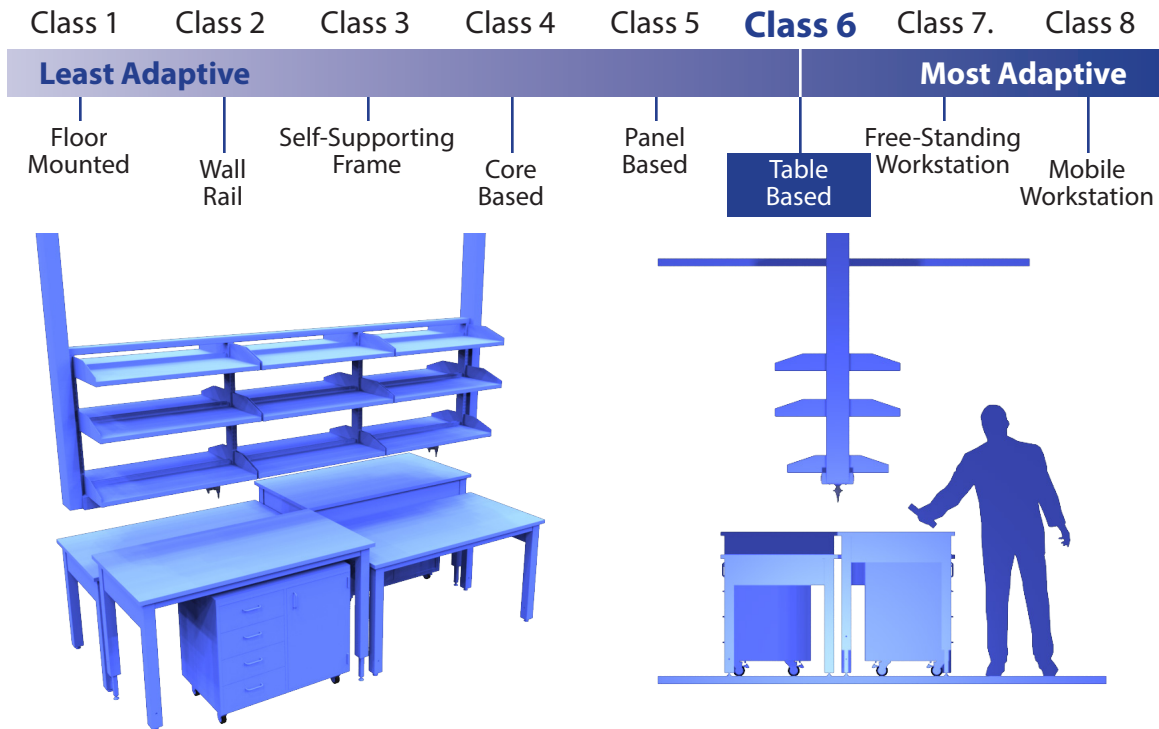 Class 1 Class 2 Class 3 Class 4 Class 5 Class 6 Class 7. Class 8
Least Adaptive Most Adaptive
Floor
Mounted
Wall
Rail
Self-Supporting
Frame
Core
Based
Panel
Based
Table
Based
Free-Standing
Workstation
Mobile
Workstation